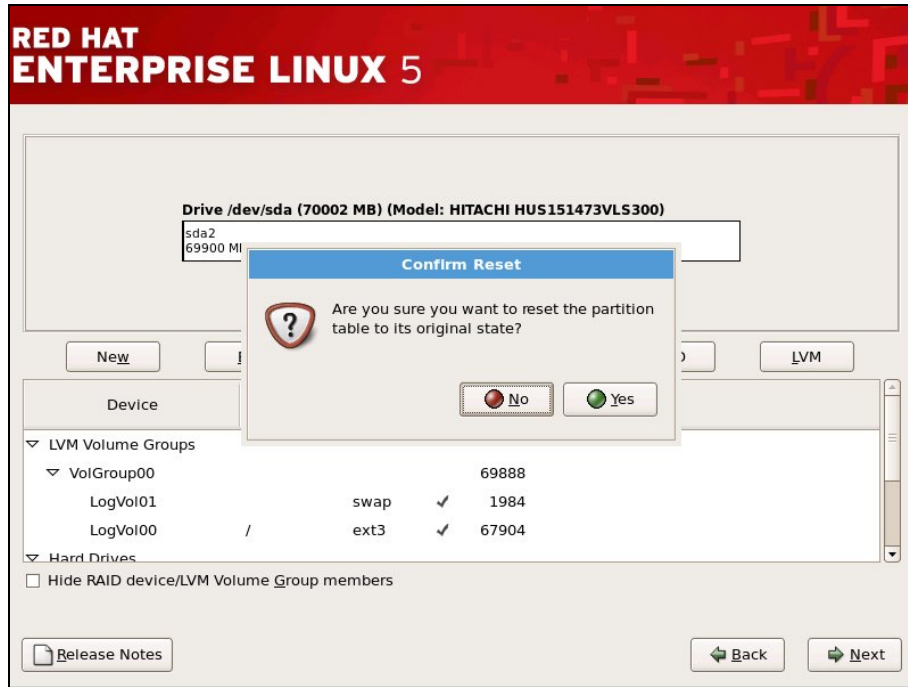 RED HAT
ENTERPRISE LINUX 5
Drive /dev/sda (70002 MB) (Model: HITACHI HUS151473VLS300)
sda2
69900
Confirm Reset
Are you sure you want to reset the partition
table to its original state?
No Yes
New LVM
Device
LVM Volume Groups
VolGroup00 69888
LogVol01 swap ✓ 1984
LogVol00 / ext3 ✓ 67904
Hard Drives
Hide RAID device/LVM Volume Group members
Release Notes Back Next